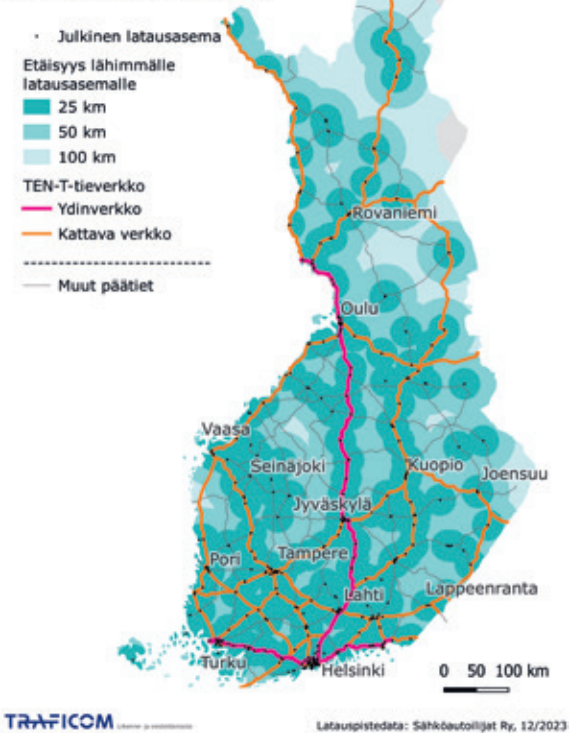 Julkinen latausasema
Etäisyys lähimmälle
latausasemalle
25 km
50 km
100 km
TEN-T-tieverkko
Ydinverkko
Kattava verkko
Muut päätiet
Rovaniemi
Oulu
Vaasa
Seinäjoki
Kuopio
Joensuu
Jyväskylä
Pori
Tampere
Lahti
Lappeenranta
Turku
Helsinki
0 50 100 km
TRAFICOM
Latauspistedata: Sähköautoilijat Ry, 12/2023